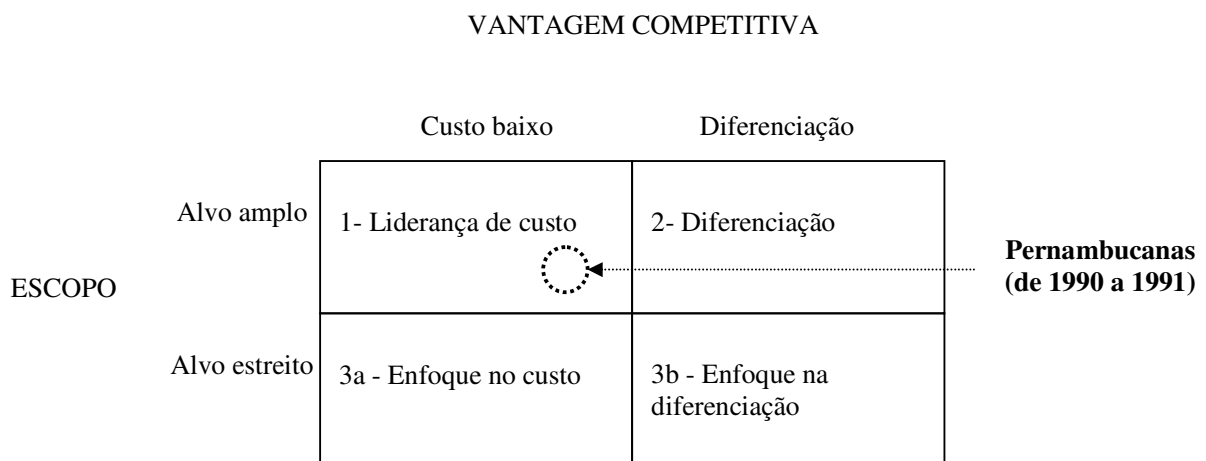 VANTAGEM COMPETITIVA
Custo baixo
Diferenciação
Alvo amplo
1- Liderança de custo
2- Diferenciação
Pernambucanas
(de 1990 a 1991)
ESCOPO
Alvo estreito
3a - Enfoque no custo
3b - Enfoque na
diferenciação